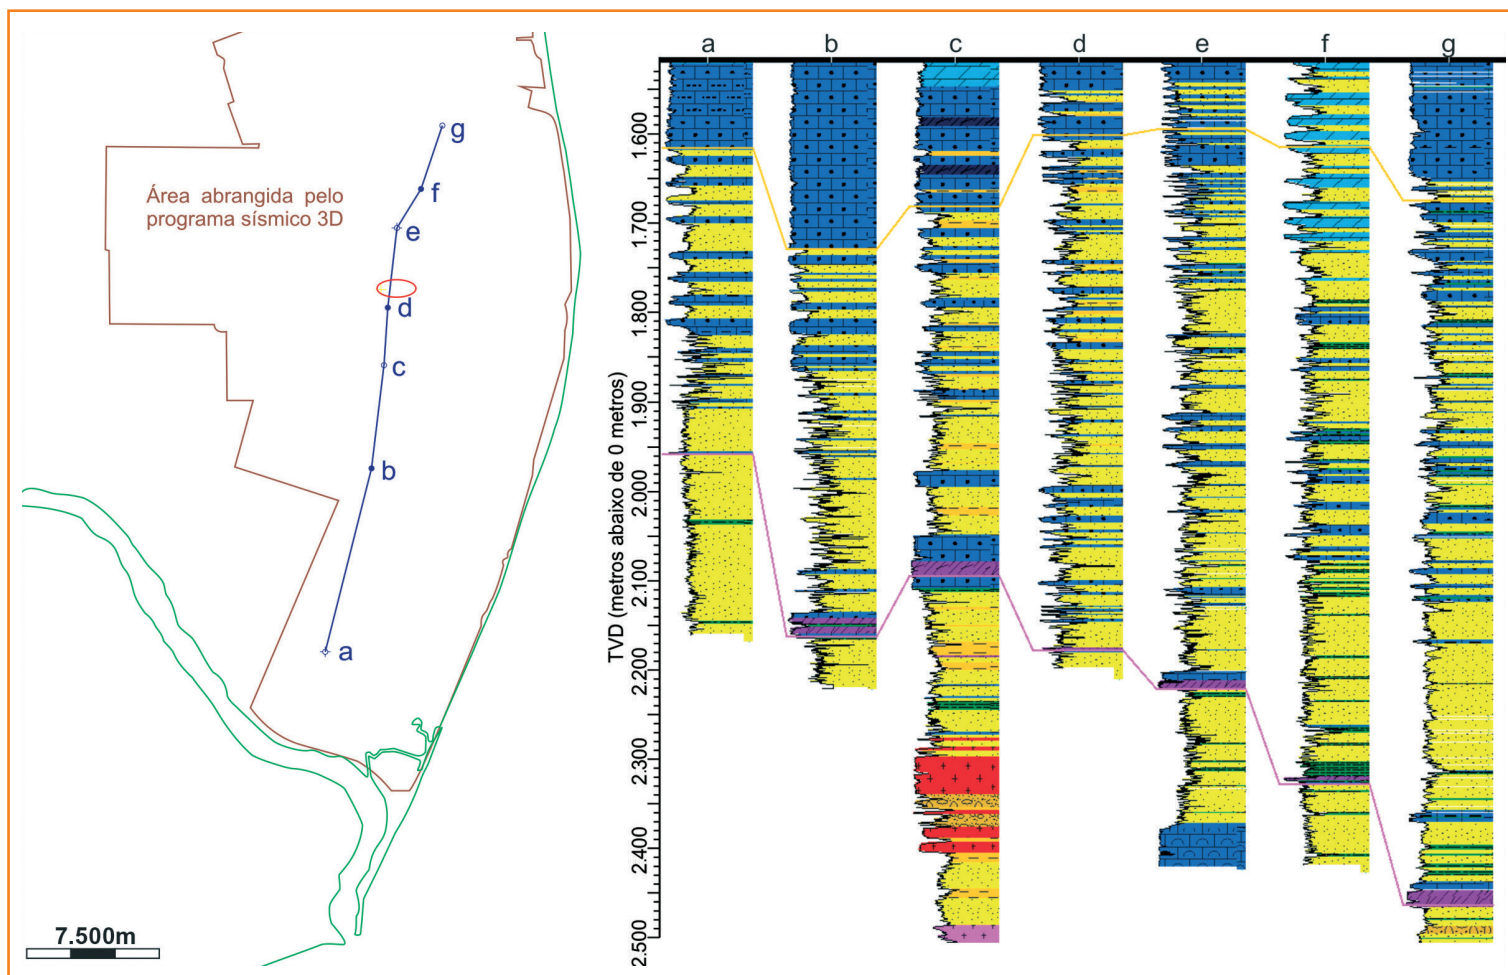 Área abrangida pelo
programa sísmico 3D
g
f
e
d
c
b
a
7.500m
a b c d e f g
TVD (metros abaixo de 0 metros)
1.600
1.700
1.800
1.900
2.000
2.100
2.200
2.300
2.400
2.500